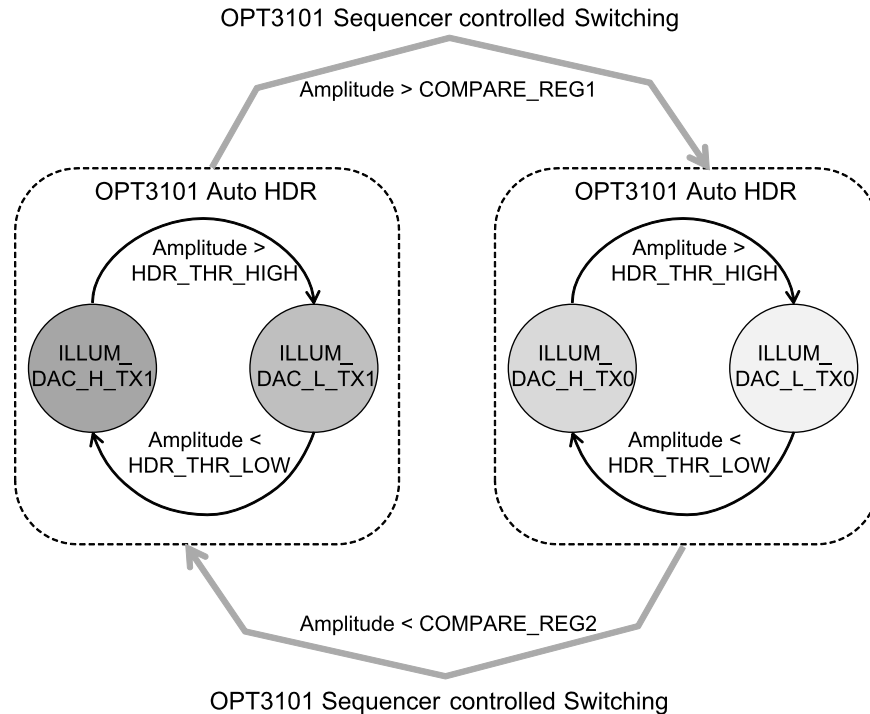 OPT3101 Sequencer controlled Switching
Amplitude > COMPARE_REG1
OPT3101 Auto HDR
Amplitude >
HDR_THR_HIGH
ILLUM_
DAC_H_TX1
ILLUM_
DAC_L_TX1
Amplitude <
HDR_THR_LOW
OPT3101 Auto HDR
Amplitude >
HDR_THR_HIGH
ILLUM_
DAC_H_TX0
ILLUM_
DAC_L_TX0
Amplitude <
HDR_THR_LOW
Amplitude < COMPARE_REG2
OPT3101 Sequencer controlled Switching